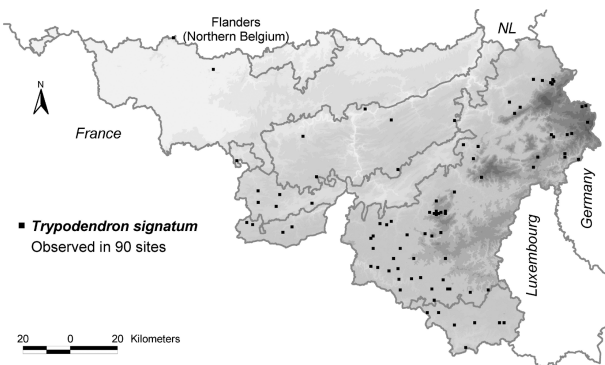 Flanders
(Northern Belgium)
NL
N
France
Trypodendron signatum
Observed in 90 sites
Luxembourg
Germany
20 0 20 Kilometers